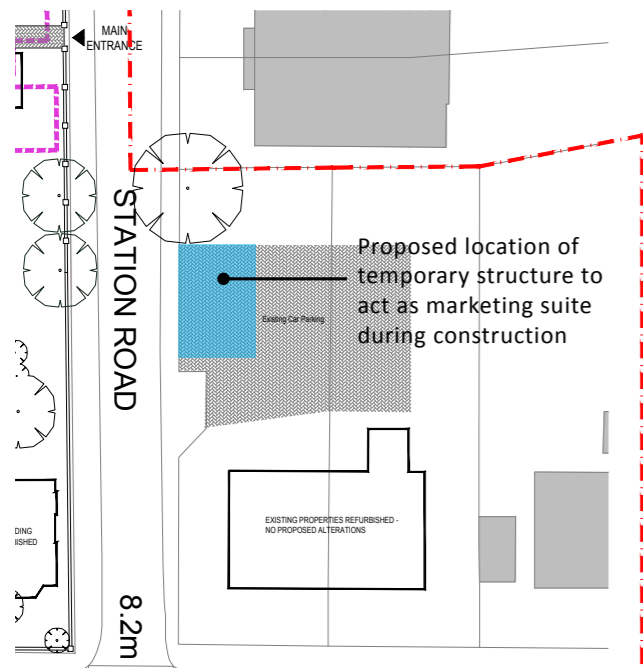 MAIN
ENTRANCE
STATION ROAD
Proposed location of
temporary structure to
act as marketing suite
during construction
Existing Car Parking
EXISTING PROPERTIES REFURBISHED -
NO PROPOSED ALTERATIONS
8.2m